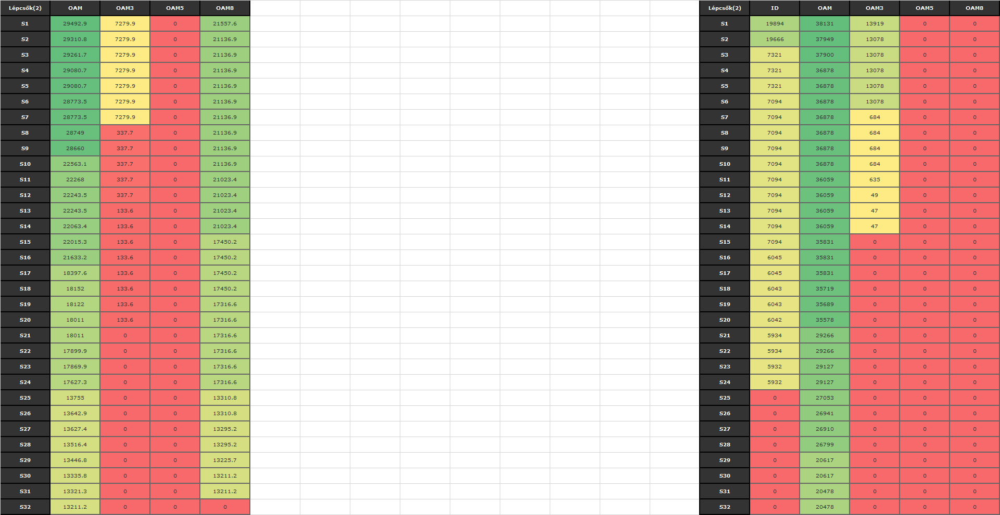 Lépcsők(2) OAM OAM3 OAM5 OAM8 Lépcsők(2) ID OAM OAM3 OAM5 OAM8
S1 29492.9 7279.9 0 21557.6 S1 19894 38131 13919 0 0
S2 29310.8 7279.9 0 21136.9 S2 19666 37949 13078 0 0
S3 29261.7 7279.9 0 21136.9 S3 7321 37900 13078 0 0
S4 29080.7 7279.9 0 21136.9 S4 7321 36878 13078 0 0
S5 29080.7 7279.9 0 21136.9 S5 7321 36878 13078 0 0
S6 28773.5 7279.9 0 21136.9 S6 7094 36878 13078 0 0
S7 28773.5 7279.9 0 21136.9 S7 7094 36878 684 0 0
S8 28749 337.7 0 21136.9 S8 7094 36878 684 0 0
S9 28660 337.7 0 21136.9 S9 7094 36878 684 0 0
S10 22563.1 337.7 0 21136.9 S10 7094 36878 684 0 0
S11 22268 337.7 0 21023.4 S11 7094 36059 635 0 0
S12 22243.5 337.7 0 21023.4 S12 7094 36059 49 0 0
S13 22243.5 133.6 0 21023.4 S13 7094 36059 47 0 0
S14 22063.4 133.6 0 21023.4 S14 7094 36059 47 0 0
S15 22015.3 133.6 0 17450.2 S15 7094 35831 0 0 0
S16 21633.2 133.6 0 17450.2 S16 6045 35831 0 0 0
S17 18397.6 133.6 0 17450.2 S17 6045 35831 0 0 0
S18 18152 133.6 0 17450.2 S18 6043 35719 0 0 0
S19 18122 133.6 0 17316.6 S19 6043 35689 0 0 0
S20 18011 133.6 0 17316.6 S20 6042 35578 0 0 0
S21 18011 0 0 17316.6 S21 5934 29266 0 0 0
S22 17899.9 0 0 17316.6 S22 5934 29266 0 0 0
S23 17869.9 0 0 17316.6 S23 5932 29127 0 0 0
S24 17627.3 0 0 17316.6 S24 5932 29127 0 0 0
S25 13755 0 0 13310.8 S25 0 27053 0 0 0
S26 13642.9 0 0 13310.8 S26 0 26941 0 0 0
S27 13627.4 0 0 13295.2 S27 0 26910 0 0 0
S28 13516.4 0 0 13295.2 S28 0 26799 0 0 0
S29 13446.8 0 0 13225.7 S29 0 20617 0 0 0
S30 13335.8 0 0 13211.2 S30 0 20617 0 0 0
S31 13321.3 0 0 13211.2 S31 0 20478 0 0 0
S32 13211.2 0 0 0 S32 0 20478 0 0 0